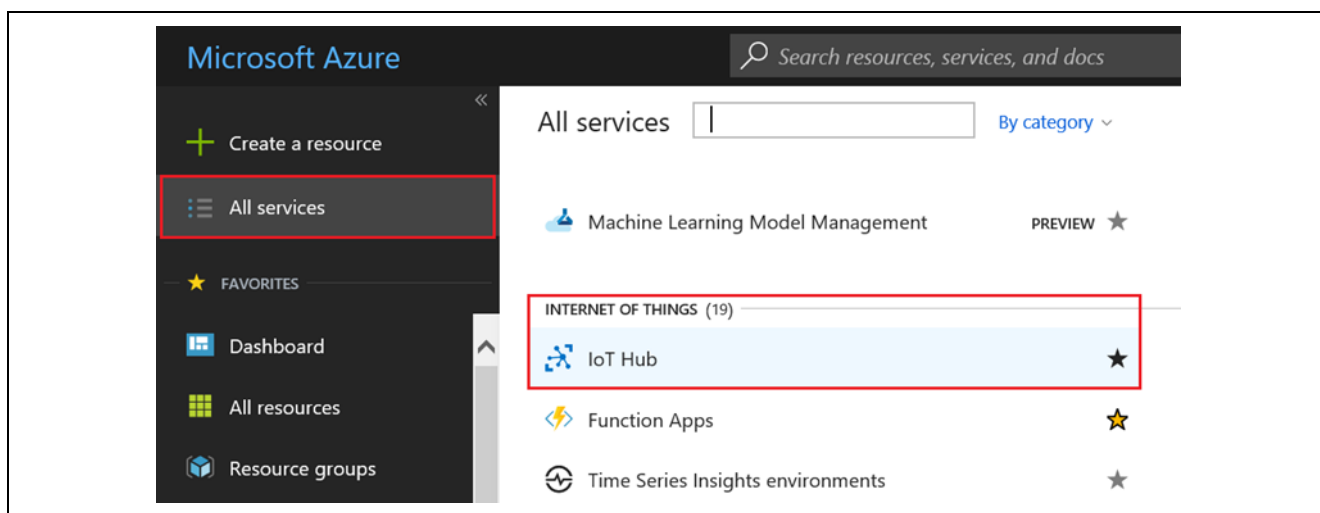 Microsoft Azure
Search resources, services, and docs
«
Create a resource
All services
FAVORITES
Dashboard
All resources
Resource groups
All services
By category
Machine Learning Model Management PREVIEW
INTERNET OF THINGS (19)
IoT Hub
Function Apps
Time Series Insights environments